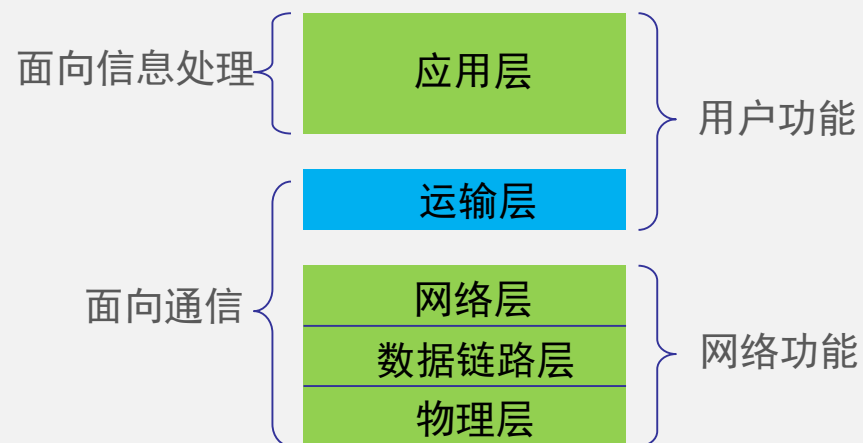 面向信息处理
应用层
用户功能
运输层
面向通信
网络层
数据链路层
网络功能
物理层